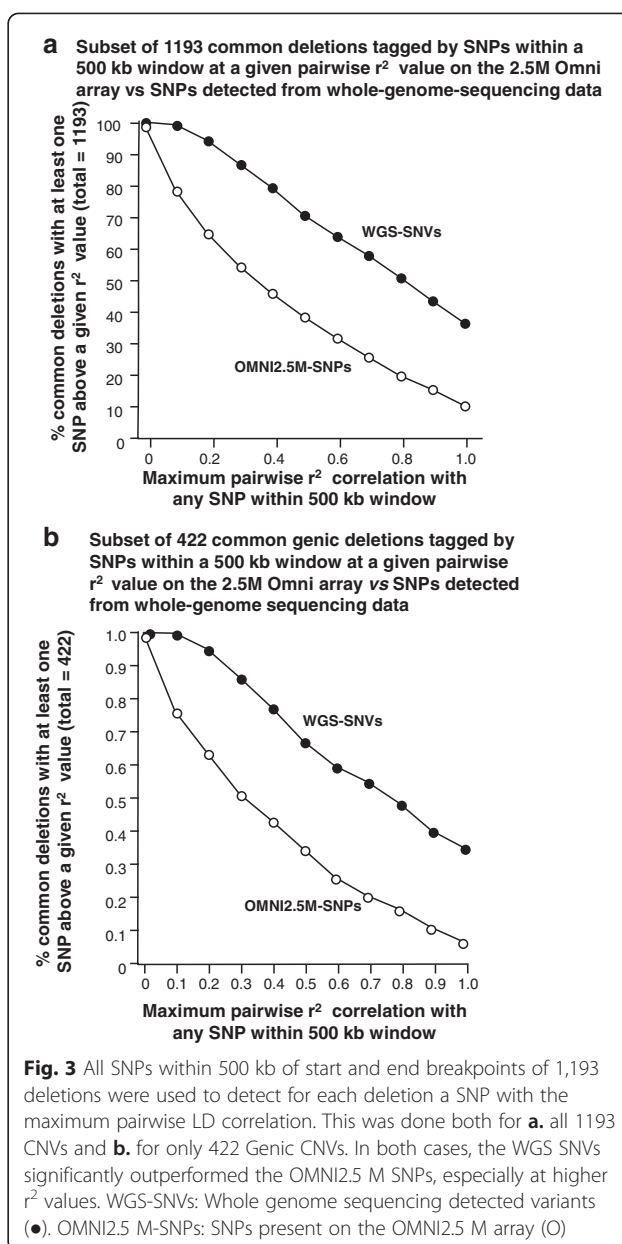 a Subset of 1193 common deletions tagged by SNPs within a
500 kb window at a given pairwise r² value on the 2.5M Omni
array vs SNPs detected from whole-genome-sequencing data
% common deletions with at least one
SNP above a given r² value (total = 1193)
100
90
80
70
60
50
40
30
20
10
0
WGS-SNVs
OMNI2.5M-SNPs
0 0.2 0.4 0.6 0.8 1.0
Maximum pairwise r² correlation with
any SNP within 500 kb window
b Subset of 422 common genic deletions tagged by
SNPs within a 500 kb window at a given pairwise
r² value on the 2.5M Omni array vs SNPs detected
from whole-genome sequencing data
% common deletions with at least one
SNP above a given r² value (total = 422)
1.0
0.9
0.8
0.7
0.6
0.5
0.4
0.3
0.2
0.1
0
WGS-SNVs
OMNI2.5M-SNPs
0 0.1 0.2 0.3 0.4 0.5 0.6 0.7 0.8 0.9 1.0
Maximum pairwise r² correlation with
any SNP within 500 kb window
Fig. 3 All SNPs within 500 kb of start and end breakpoints of 1,193
deletions were used to detect for each deletion a SNP with the
maximum pairwise LD correlation. This was done both for a. all 1193
CNVs and b. for only 422 Genic CNVs. In both cases, the WGS SNVs
significantly outperformed the OMNI2.5 M SNPs, especially at higher
r² values. WGS-SNVs: Whole genome sequencing detected variants
(●). OMNI2.5 M-SNPs: SNPs present on the OMNI2.5 M array (O)